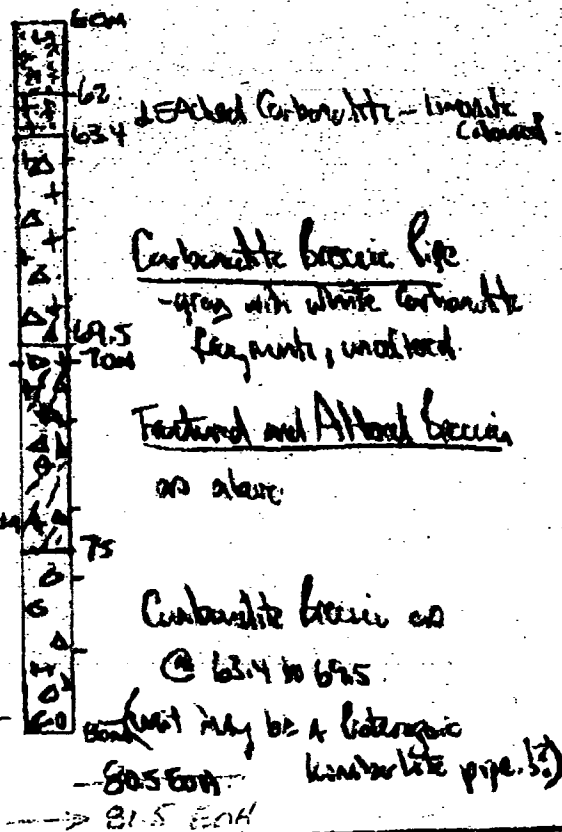 60M
62
LEACHED Carbonatite - Limonite
Coloured.
63.4
Carbonatite Breccia Pipe
- gray with white Carbonatite
fragments, unaltered.
69.5
70M
Fractured and Altered Breccia
as above
75
Carbonatite breccia as
@ 63.4 to 69.5
80M
(unit may be a
kimberlite pipe.!?)
80.5 EOH
81.5 EOH